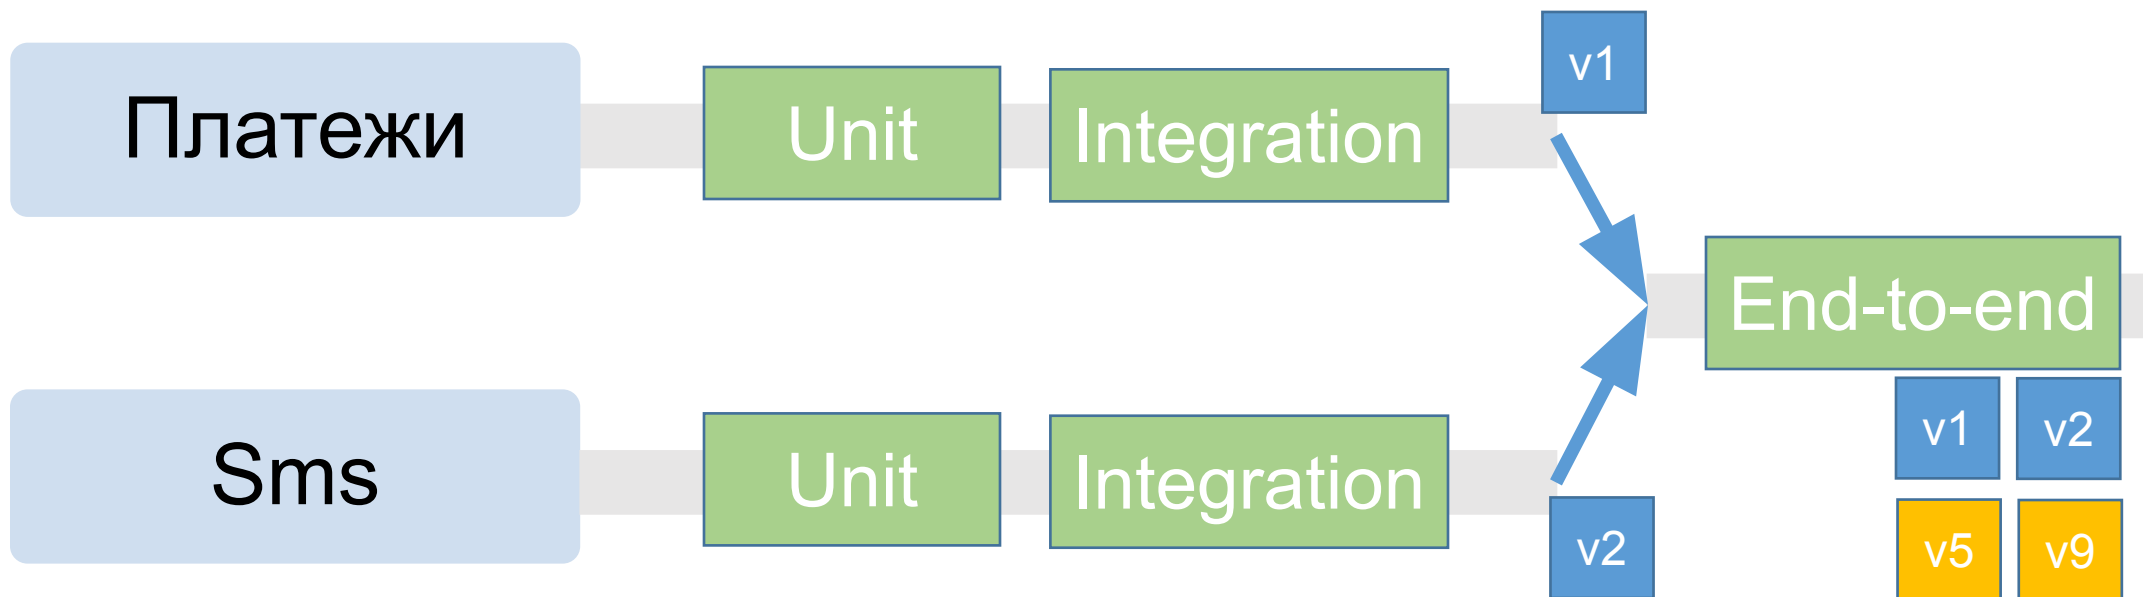 v1
Платежи
Unit
Integration
End-to-end
v1
v2
Sms
Unit
Integration
v2
v5
v9